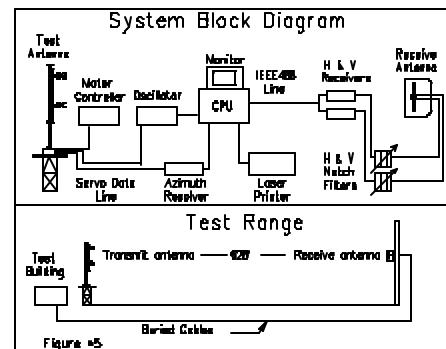 System Block Diagram
Test
Antenna
Motor
Controller
Oscillator
Monitor
CPU
IEEE488
Line
H & V
Receivers
Receive
Antenna
Servo Data
Line
Azimuth
Receiver
Laser
Printer
H & V
Notch
Filters
Test Range
Test
Building
Transmit antenna
Receive antenna
Buried Cables
Figure #5